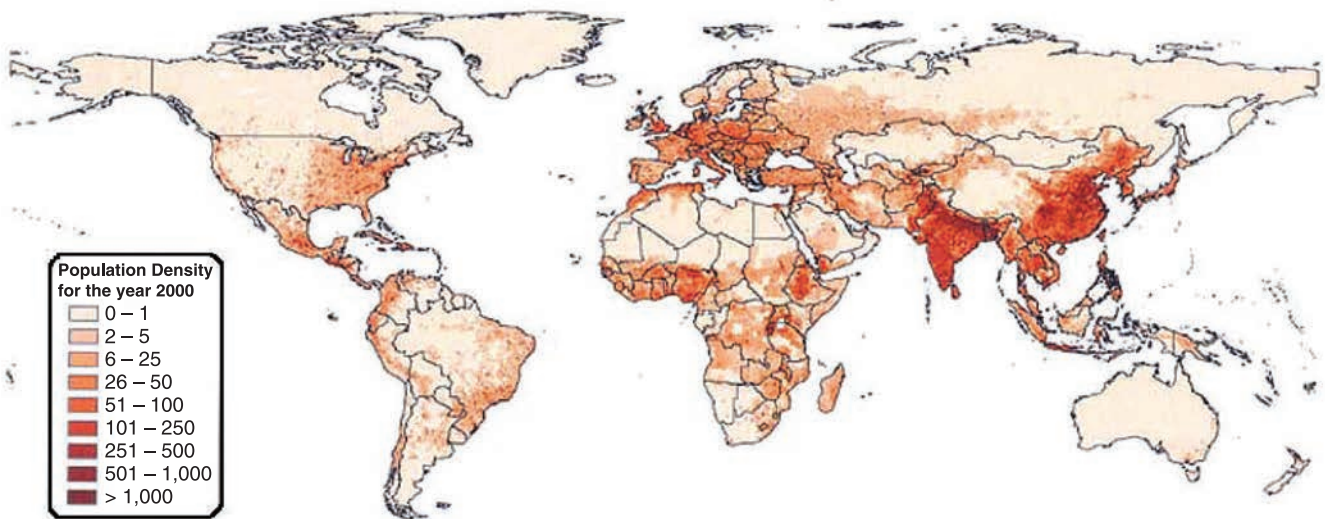 Population Density
for the year 2000
0 – 1
2 – 5
6 – 25
26 – 50
51 – 100
101 – 250
251 – 500
501 – 1,000
> 1,000